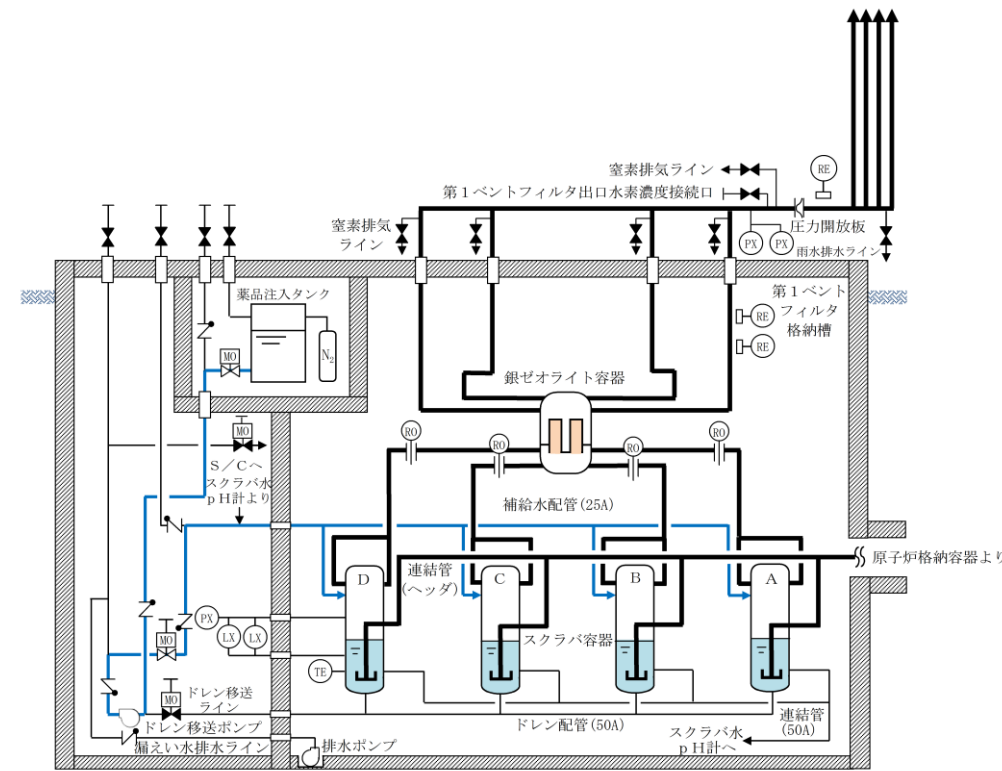 窒素排気ライン
RE
第1ベントフィルタ出口水素濃度接続口
窒素排気
ライン
圧力開放板
PX
PX
雨水排水ライン
薬品注入タンク
第1ベント
フィルタ
格納槽
RE
RE
MO
N₂
銀ゼオライト容器
MO
RO
RO
RO
RO
S/Cへ
スクラバ水
pH計より
補給水配管(25A)
原子炉格納容器より
連結管
(ヘッダ)
D
C
B
A
PX
LX
LX
スクラバ容器
MO
TE
MO
ドレン移送
ライン
ドレン移送ポンプ
ドレン配管(50A)
連結管
(50A)
スクラバ水
pH計へ
漏えい水排水ライン
排水ポンプ